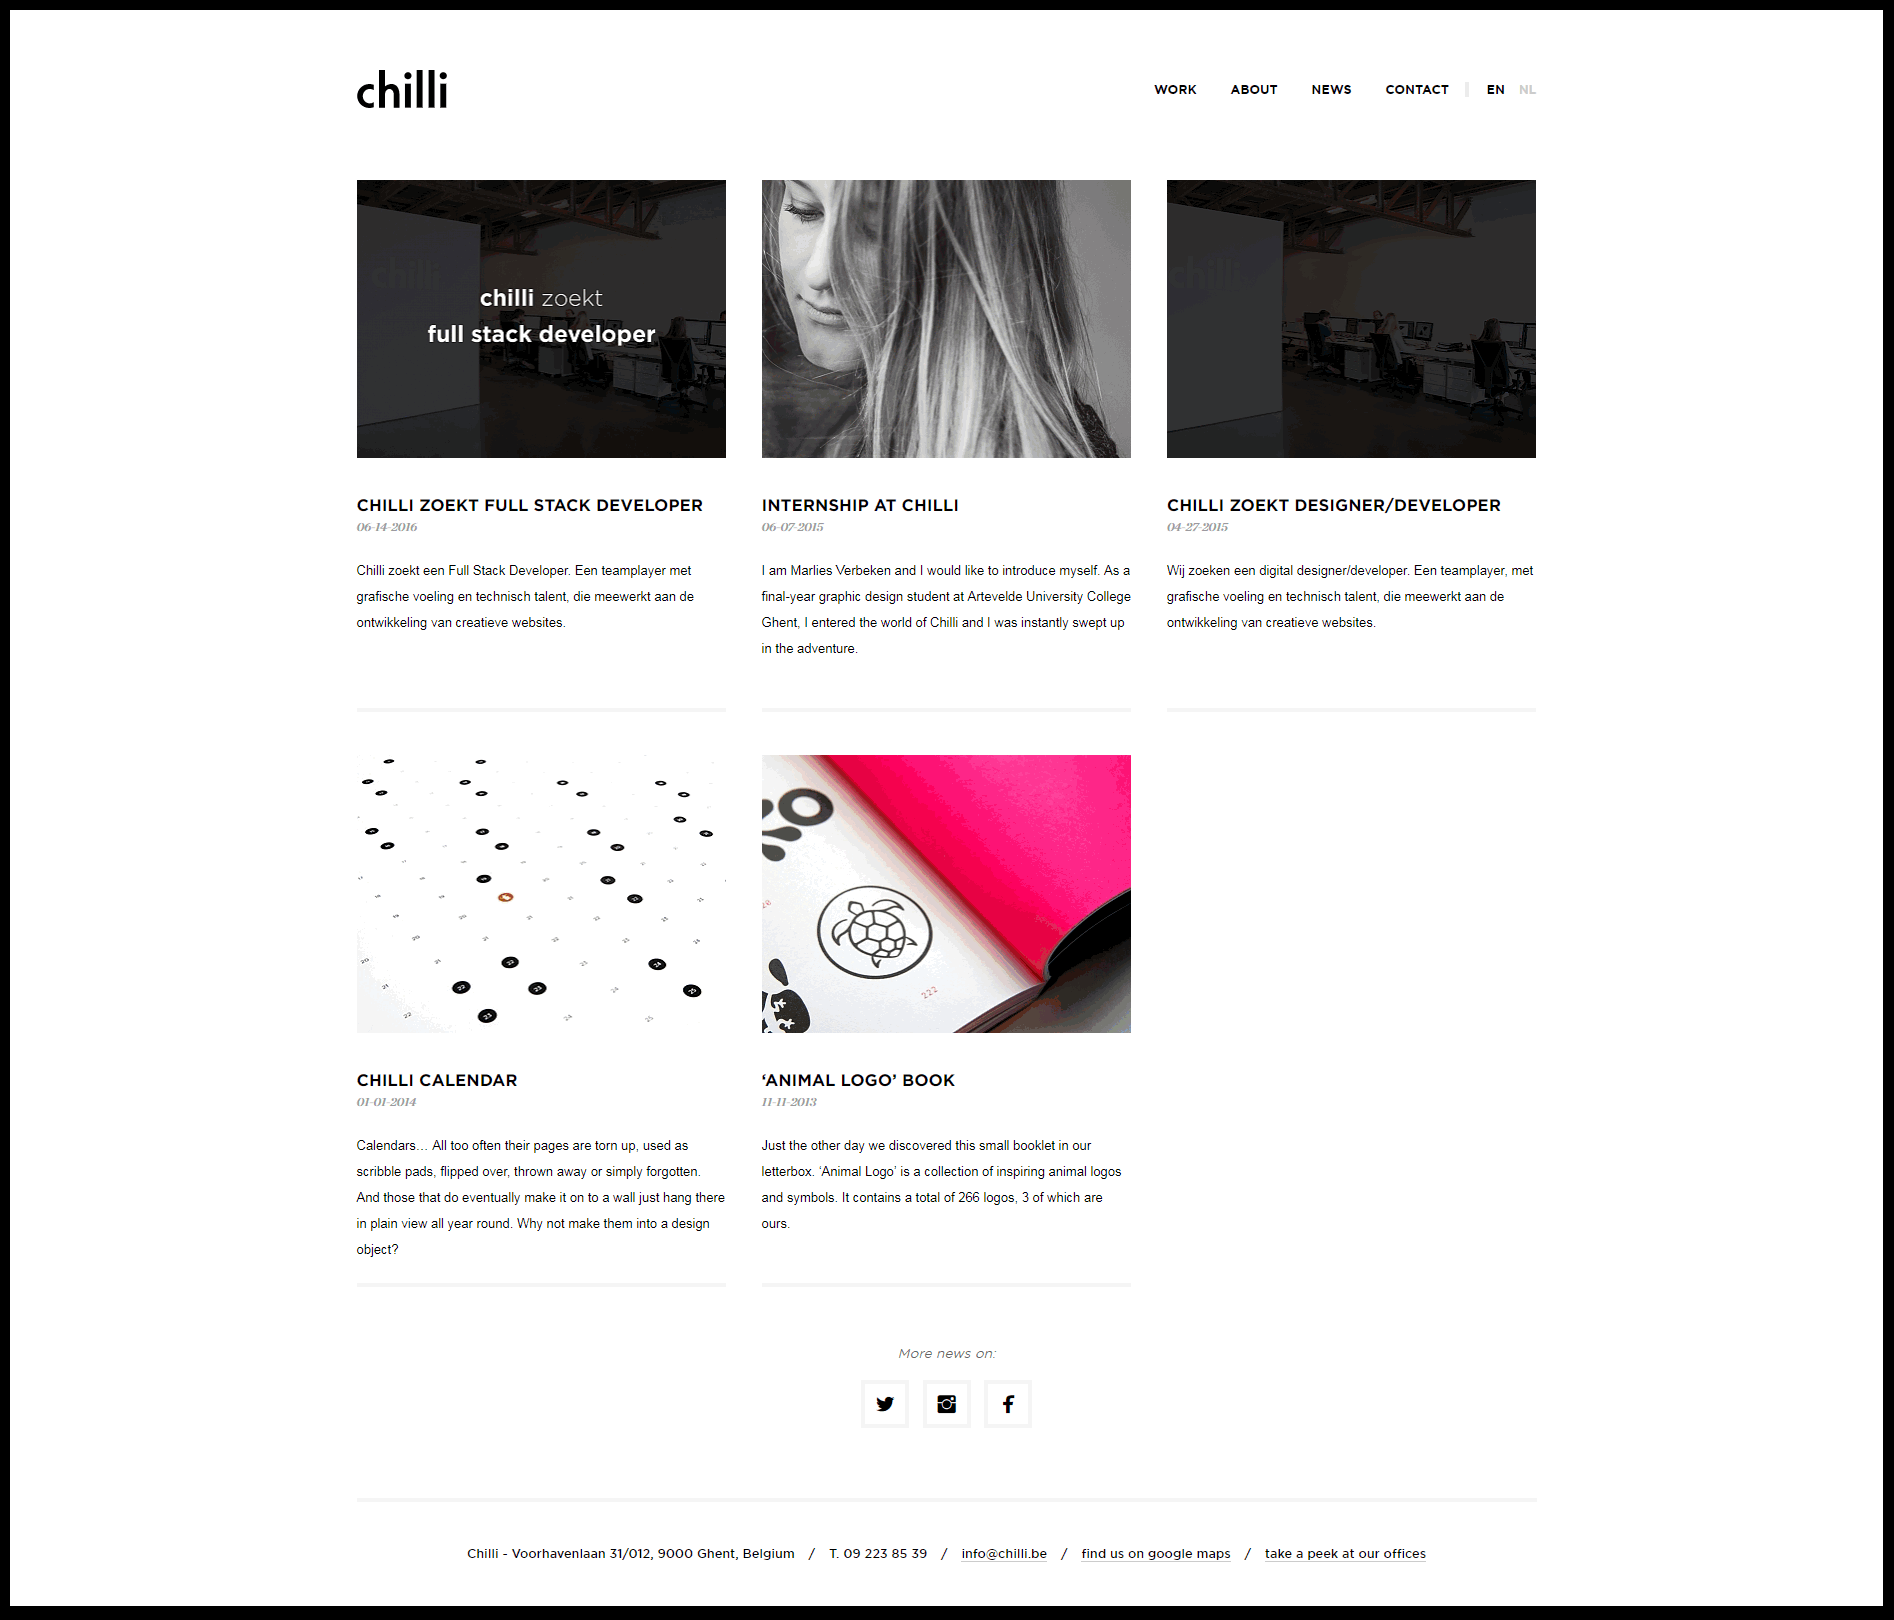 chilli
WORK ABOUT NEWS CONTACT EN NL
chilli
chilli zoekt
full stack developer
chilli
CHILLI ZOEKT FULL STACK DEVELOPER
06-14-2016
Chilli zoekt een Full Stack Developer. Een teamplayer met
grafische voeling en technisch talent, die meewerkt aan de
ontwikkeling van creatieve websites.
INTERNSHIP AT CHILLI
06-07-2015
I am Marlies Verbeken and I would like to introduce myself. As a
final-year graphic design student at Artevelde University College
Ghent, I entered the world of Chilli and I was instantly swept up
in the adventure.
CHILLI ZOEKT DESIGNER/DEVELOPER
04-27-2015
Wij zoeken een digital designer/developer. Een teamplayer, met
grafische voeling en technisch talent, die meewerkt aan de
ontwikkeling van creatieve websites.
222
CHILLI CALENDAR
01-01-2014
Calendars... All too often their pages are torn up, used as
scribble pads, flipped over, thrown away or simply forgotten.
And those that do eventually make it on to a wall just hang there
in plain view all year round. Why not make them into a design
object?
‘ANIMAL LOGO’ BOOK
11-11-2013
Just the other day we discovered this small booklet in our
letterbox. ‘Animal Logo’ is a collection of inspiring animal logos
and symbols. It contains a total of 266 logos, 3 of which are
ours.
More news on:
Chilli - Voorhavenlaan 31/012, 9000 Ghent, Belgium / T. 09 223 85 39 / info@chilli.be / find us on google maps / take a peek at our offices